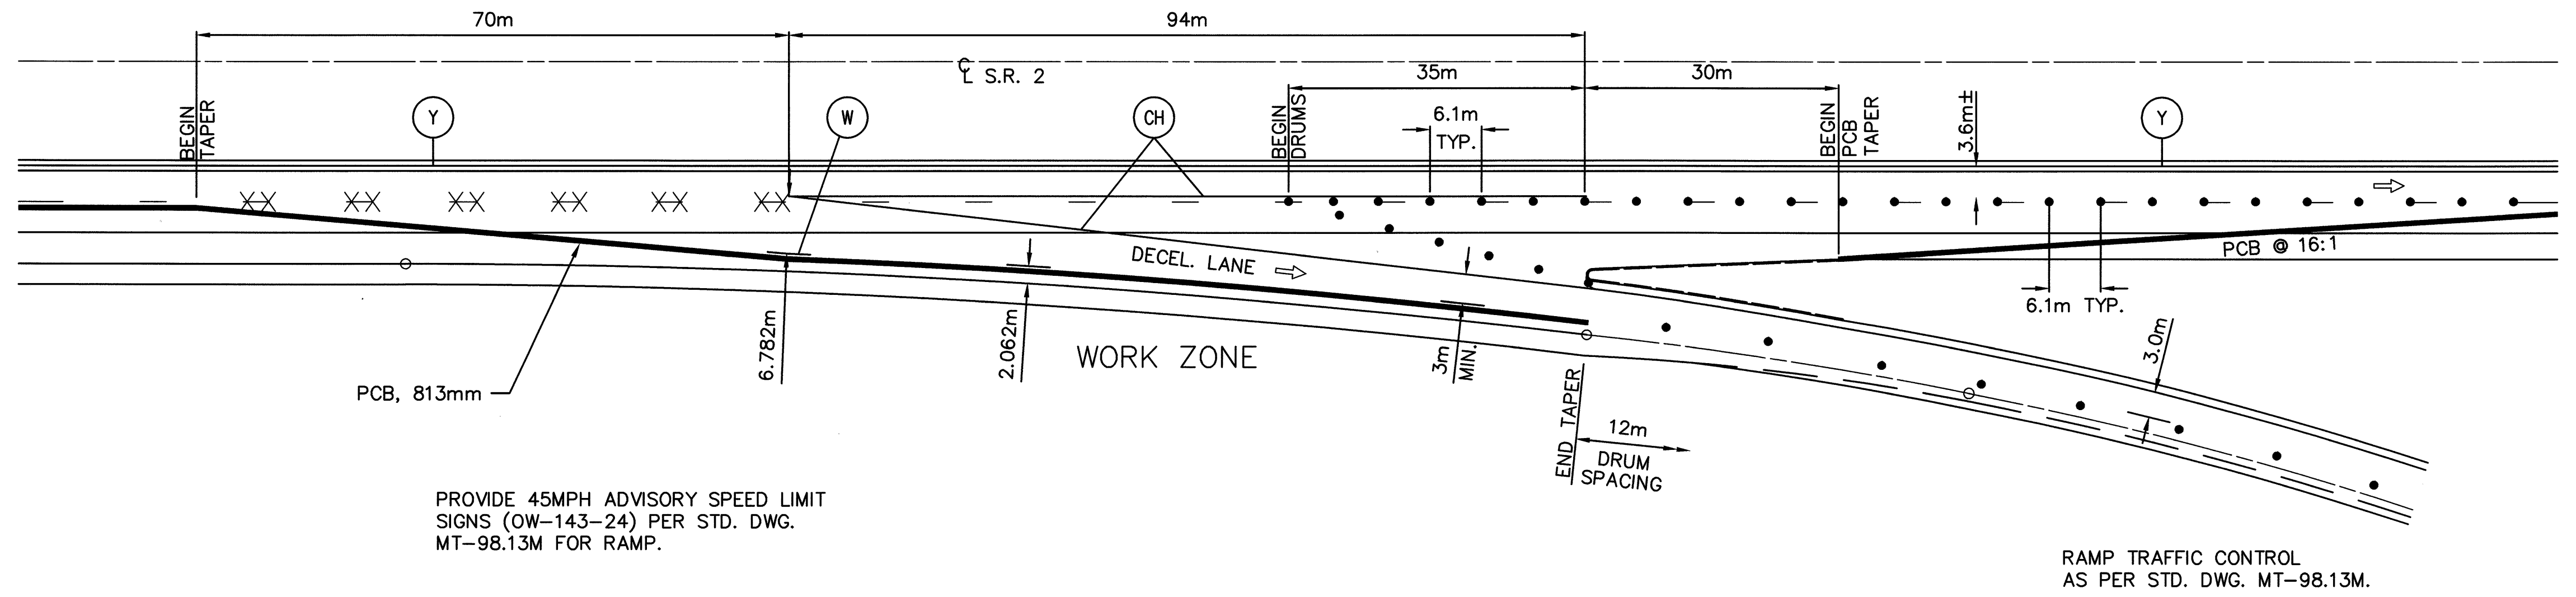 70m
94m
℄ S.R. 2
35m
30m
BEGIN
TAPER
Y
W
CH
BEGIN
DRUMS
6.1m
TYP.
BEGIN
PCB
TAPER
3.6m±
Y
DECEL. LANE
PCB @ 16:1
6.1m TYP.
6.782m
2.062m
WORK ZONE
3m
MIN.
3.0m
PCB, 813mm
END TAPER
12m
DRUM
SPACING
PROVIDE 45MPH ADVISORY SPEED LIMIT
SIGNS (OW-143-24) PER STD. DWG.
MT-98.13M FOR RAMP.
RAMP TRAFFIC CONTROL
AS PER STD. DWG. MT-98.13M.